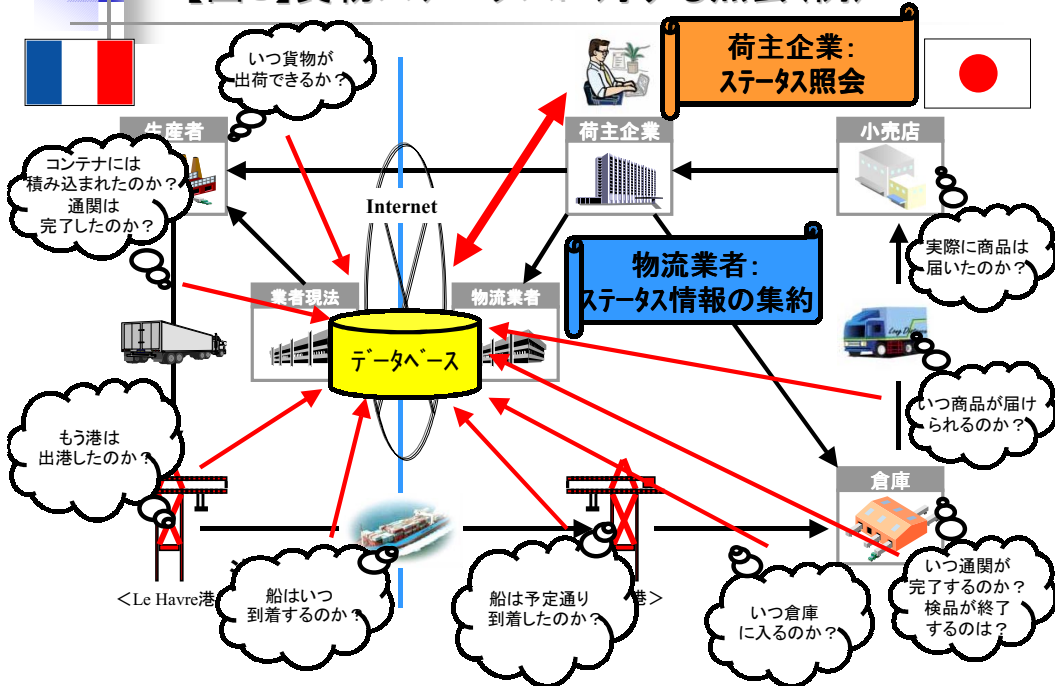 いつ貨物が
出荷できるか？
荷主企業：
ステータス照会
生産者
荷主企業
小売店
コンテナには
積み込まれたのか？
通関は
完了したのか？
Internet
実際に商品は
届いたのか？
物流業者：
ステータス情報の集約
業者現法
物流業者
データベース
いつ商品が届け
られるのか？
もう港は
出港したのか？
倉庫
＜Le Havre港
船はいつ
到着するのか？
船は予定通り
到着したのか？
港＞
いつ倉庫
に入るのか？
いつ通関が
完了するのか？
検品が終了
するのは？